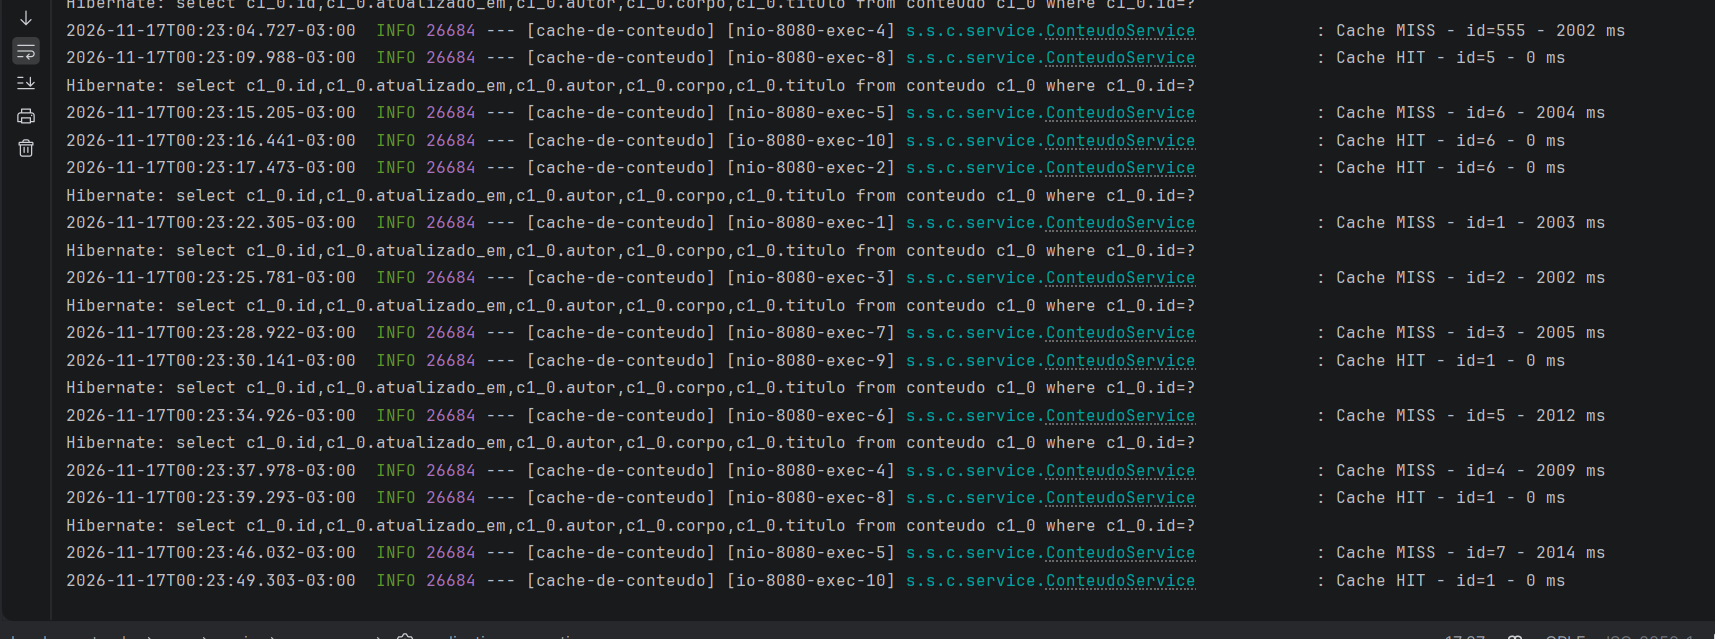 Hibernate: select c1_0.id,c1_0.atualizado_em,c1_0.autor,c1_0.corpo,c1_0.titulo from conteudo c1_0 where c1_0.id=?
2026-11-17T00:23:04.727-03:00  INFO 26684 --- [cache-de-conteudo] [nio-8080-exec-4] s.s.c.service.ConteudoService            : Cache MISS - id=555 - 2002 ms
2026-11-17T00:23:09.988-03:00  INFO 26684 --- [cache-de-conteudo] [nio-8080-exec-8] s.s.c.service.ConteudoService            : Cache HIT - id=5 - 0 ms
Hibernate: select c1_0.id,c1_0.atualizado_em,c1_0.autor,c1_0.corpo,c1_0.titulo from conteudo c1_0 where c1_0.id=?
2026-11-17T00:23:15.205-03:00  INFO 26684 --- [cache-de-conteudo] [nio-8080-exec-5] s.s.c.service.ConteudoService            : Cache MISS - id=6 - 2004 ms
2026-11-17T00:23:16.441-03:00  INFO 26684 --- [cache-de-conteudo] [io-8080-exec-10] s.s.c.service.ConteudoService            : Cache HIT - id=6 - 0 ms
2026-11-17T00:23:17.473-03:00  INFO 26684 --- [cache-de-conteudo] [nio-8080-exec-2] s.s.c.service.ConteudoService            : Cache HIT - id=6 - 0 ms
Hibernate: select c1_0.id,c1_0.atualizado_em,c1_0.autor,c1_0.corpo,c1_0.titulo from conteudo c1_0 where c1_0.id=?
2026-11-17T00:23:22.305-03:00  INFO 26684 --- [cache-de-conteudo] [nio-8080-exec-1] s.s.c.service.ConteudoService            : Cache MISS - id=1 - 2003 ms
Hibernate: select c1_0.id,c1_0.atualizado_em,c1_0.autor,c1_0.corpo,c1_0.titulo from conteudo c1_0 where c1_0.id=?
2026-11-17T00:23:25.781-03:00  INFO 26684 --- [cache-de-conteudo] [nio-8080-exec-3] s.s.c.service.ConteudoService            : Cache MISS - id=2 - 2002 ms
Hibernate: select c1_0.id,c1_0.atualizado_em,c1_0.autor,c1_0.corpo,c1_0.titulo from conteudo c1_0 where c1_0.id=?
2026-11-17T00:23:28.922-03:00  INFO 26684 --- [cache-de-conteudo] [nio-8080-exec-7] s.s.c.service.ConteudoService            : Cache MISS - id=3 - 2005 ms
2026-11-17T00:23:30.141-03:00  INFO 26684 --- [cache-de-conteudo] [nio-8080-exec-9] s.s.c.service.ConteudoService            : Cache HIT - id=1 - 0 ms
Hibernate: select c1_0.id,c1_0.atualizado_em,c1_0.autor,c1_0.corpo,c1_0.titulo from conteudo c1_0 where c1_0.id=?
2026-11-17T00:23:34.926-03:00  INFO 26684 --- [cache-de-conteudo] [nio-8080-exec-6] s.s.c.service.ConteudoService            : Cache MISS - id=5 - 2012 ms
Hibernate: select c1_0.id,c1_0.atualizado_em,c1_0.autor,c1_0.corpo,c1_0.titulo from conteudo c1_0 where c1_0.id=?
2026-11-17T00:23:37.978-03:00  INFO 26684 --- [cache-de-conteudo] [nio-8080-exec-4] s.s.c.service.ConteudoService            : Cache MISS - id=4 - 2009 ms
2026-11-17T00:23:39.293-03:00  INFO 26684 --- [cache-de-conteudo] [nio-8080-exec-8] s.s.c.service.ConteudoService            : Cache HIT - id=1 - 0 ms
Hibernate: select c1_0.id,c1_0.atualizado_em,c1_0.autor,c1_0.corpo,c1_0.titulo from conteudo c1_0 where c1_0.id=?
2026-11-17T00:23:46.032-03:00  INFO 26684 --- [cache-de-conteudo] [nio-8080-exec-5] s.s.c.service.ConteudoService            : Cache MISS - id=7 - 2014 ms
2026-11-17T00:23:49.303-03:00  INFO 26684 --- [cache-de-conteudo] [io-8080-exec-10] s.s.c.service.ConteudoService            : Cache HIT - id=1 - 0 ms